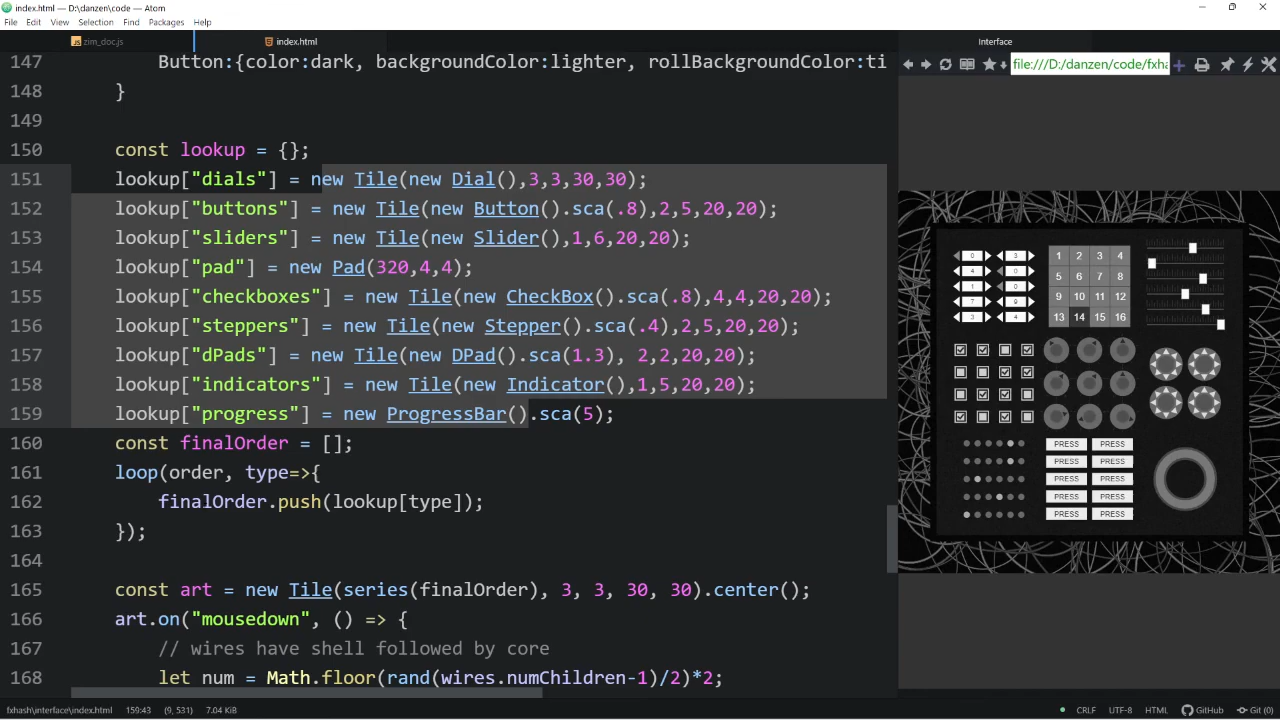 index.html — D:\danzen\code — Atom
File Edit View Selection Find Packages Help
zim_doc.js index.html Interface
file:///D:/danzen/code/fxha
147 Button:{color:dark, backgroundColor:lighter, rollBackgroundColor:ti
148 }
149
150 const lookup = {};
151 lookup["dials"] = new Tile(new Dial(),3,3,30,30);
152 lookup["buttons"] = new Tile(new Button().sca(.8),2,5,20,20);
153 lookup["sliders"] = new Tile(new Slider(),1,6,20,20);
154 lookup["pad"] = new Pad(320,4,4);
155 lookup["checkboxes"] = new Tile(new CheckBox().sca(.8),4,4,20,20);
156 lookup["steppers"] = new Tile(new Stepper().sca(.4),2,5,20,20);
157 lookup["dPads"] = new Tile(new DPad().sca(1.3), 2,2,20,20);
158 lookup["indicators"] = new Tile(new Indicator(),1,5,20,20);
159 lookup["progress"] = new ProgressBar().sca(5);
160 const finalOrder = [];
161 loop(order, type=>{
162 finalOrder.push(lookup[type]);
163 });
164
165 const art = new Tile(series(finalOrder), 3, 3, 30, 30).center();
166 art.on("mousedown", () => {
167 // wires have shell followed by core
168 let num = Math.floor(rand(wires.numChildren-1)/2)*2;
0 3
4 0
1 0
7 9
3 4
1 2 3 4
5 6 7 8
9 10 11 12
13 14 15 16
PRESS PRESS
PRESS PRESS
PRESS PRESS
PRESS PRESS
PRESS PRESS
fxhash\interface\index.html 159:43 (9, 531) 7.04 KiB CRLF UTF-8 HTML GitHub Git (0)